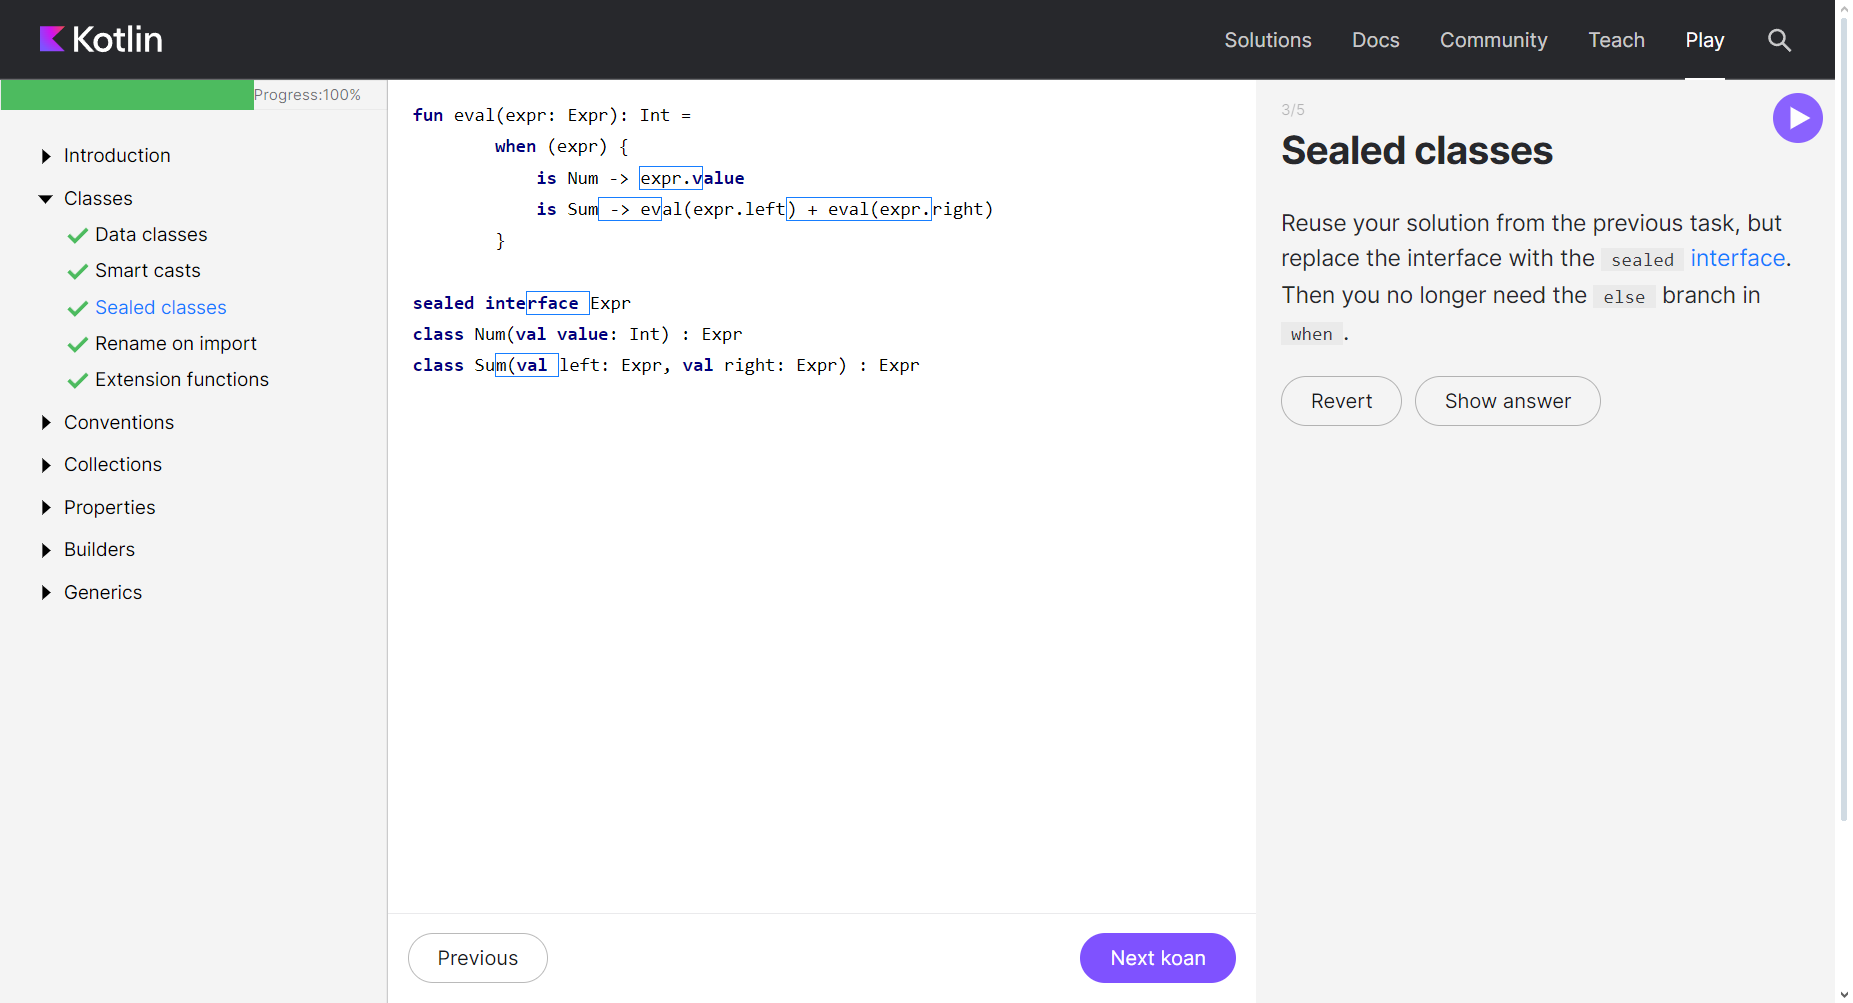 Kotlin
Solutions Docs Community Teach Play
Progress:100%
Introduction
Classes
Data classes
Smart casts
Sealed classes
Rename on import
Extension functions
Conventions
Collections
Properties
Builders
Generics
fun eval(expr: Expr): Int =
        when (expr) {
            is Num -> expr.value
            is Sum -> eval(expr.left) + eval(expr.right)
        }
sealed interface Expr
class Num(val value: Int) : Expr
class Sum(val left: Expr, val right: Expr) : Expr
Previous
Next koan
3/5
Sealed classes
Reuse your solution from the previous task, but
replace the interface with the sealed interface.
Then you no longer need the else branch in
when .
Revert
Show answer